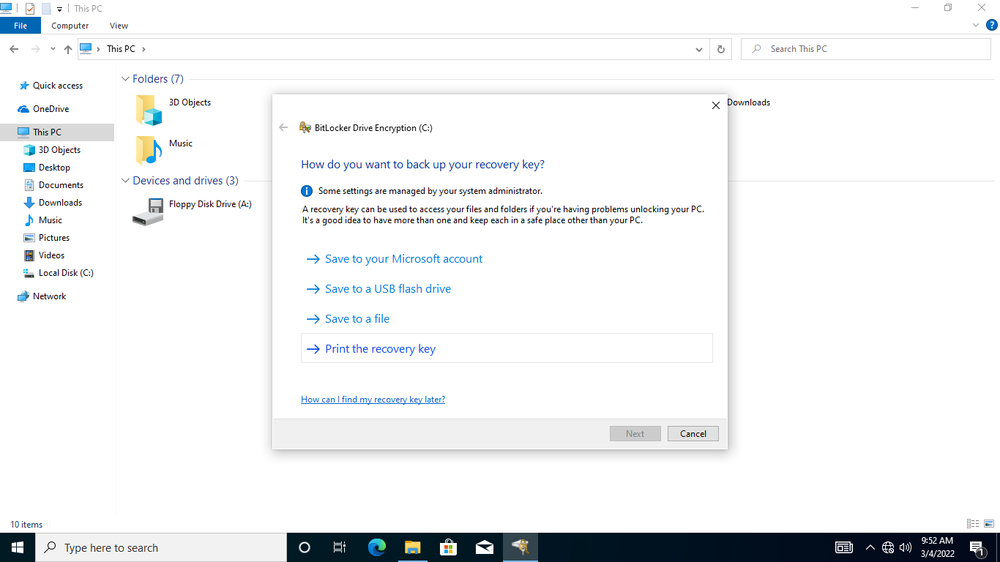 This PC
File
Computer
View
This PC
Search This PC
Quick access
OneDrive
This PC
3D Objects
Desktop
Documents
Downloads
Music
Pictures
Videos
Local Disk (C:)
Network
Folders (7)
3D Objects
Downloads
Music
Devices and drives (3)
Floppy Disk Drive (A:)
BitLocker Drive Encryption (C:)
How do you want to back up your recovery key?
Some settings are managed by your system administrator.
A recovery key can be used to access your files and folders if you're having problems unlocking your PC.
It's a good idea to have more than one and keep each in a safe place other than your PC.
Save to your Microsoft account
Save to a USB flash drive
Save to a file
Print the recovery key
How can I find my recovery key later?
Next
Cancel
10 items
Type here to search
9:52 AM
3/4/2022
1